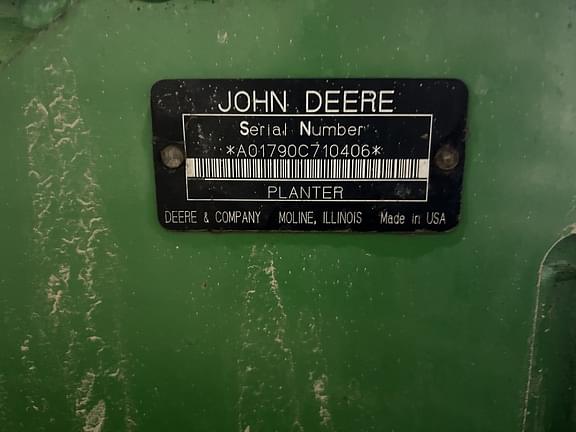 JOHN DEERE
Serial Number
*A01790C710406*
PLANTER
DEERE & COMPANY MOLINE, ILLINOIS Made in USA